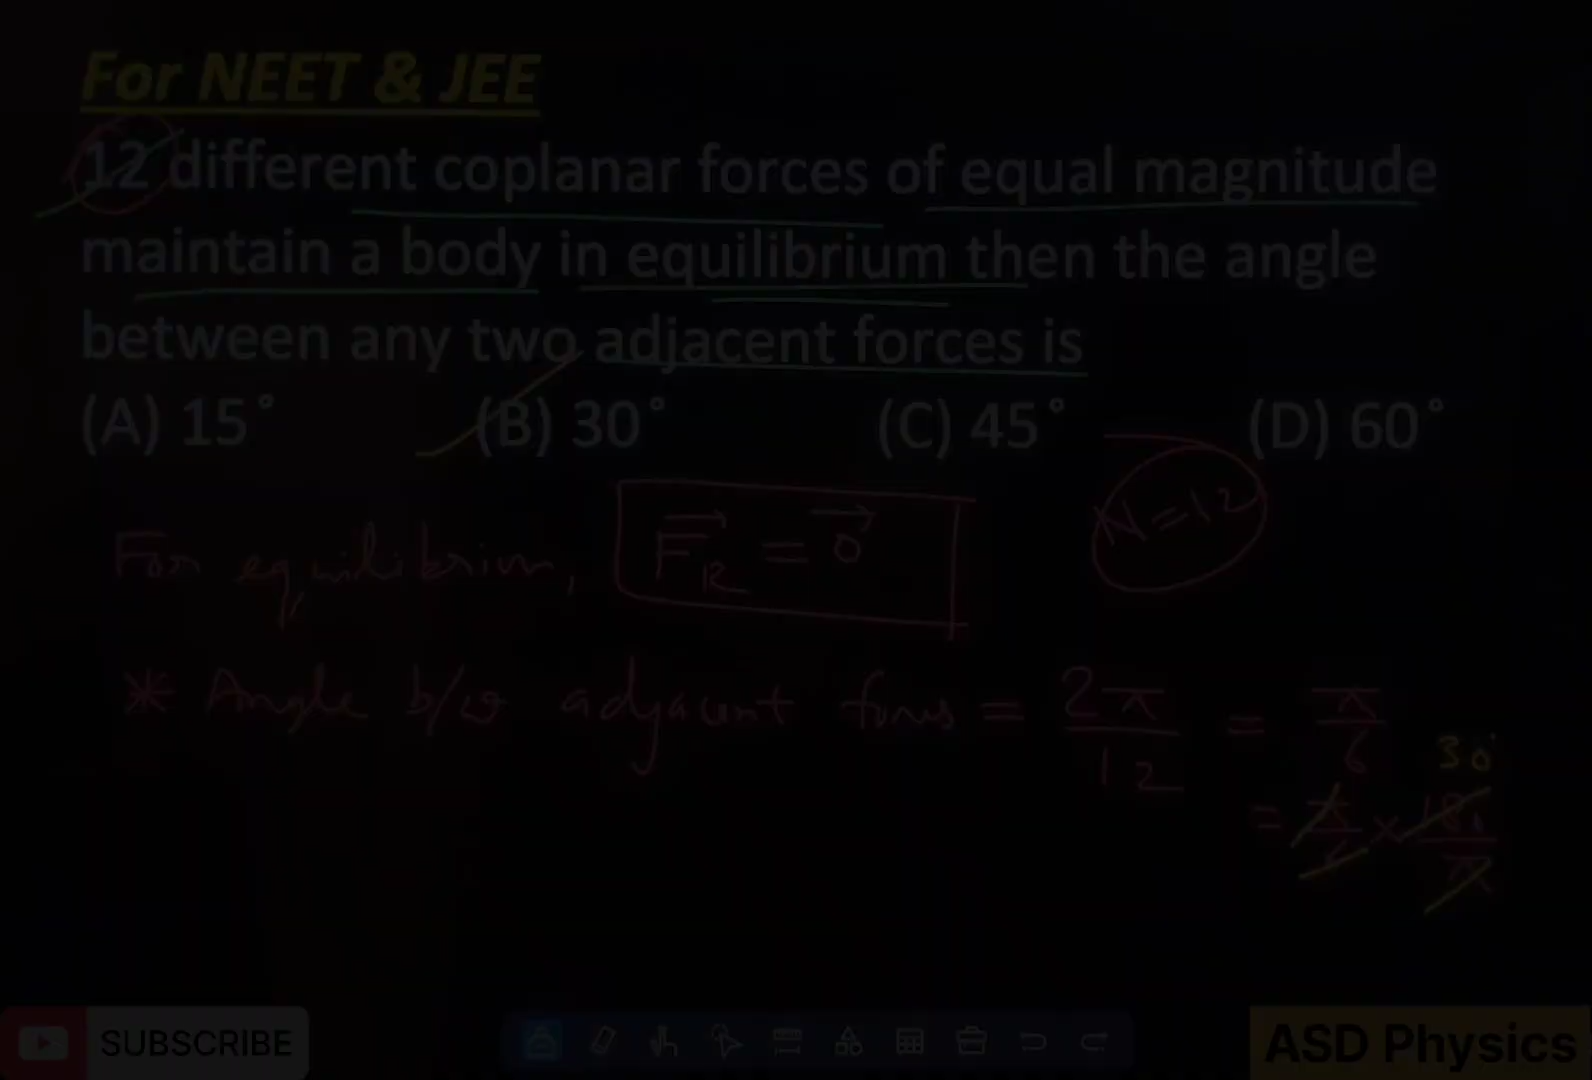 For NEET & JEE
12 different coplanar forces of equal magnitude
maintain a body in equilibrium then the angle
between any two adjacent forces is
(A) 15° (B) 30° (C) 45° (D) 60°
For equilibrium, F_R = 0 N=12
* Angle b/w adjacent forces = 2π/12 = π/6
30°
= π/6 × 180/π
SUBSCRIBE
ASD Physics